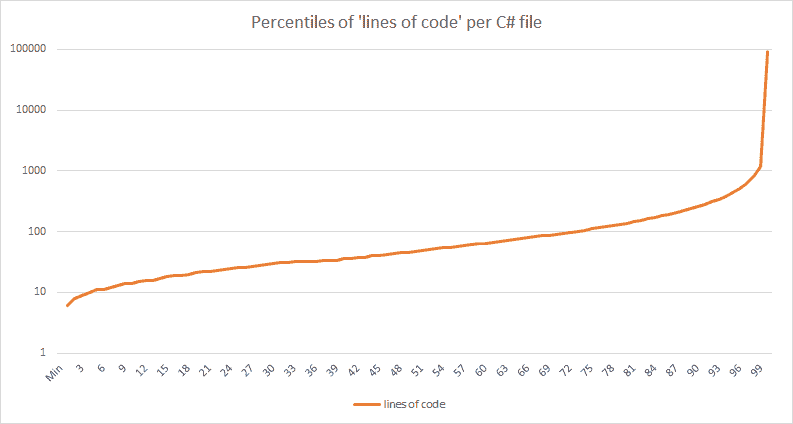 Percentiles of 'lines of code' per C# file
100000
10000
1000
100
10
1
Min 3 6 9 12 15 18 21 24 27 30 33 36 39 42 45 48 51 54 57 60 63 66 69 72 75 78 81 84 87 90 93 96 99
lines of code